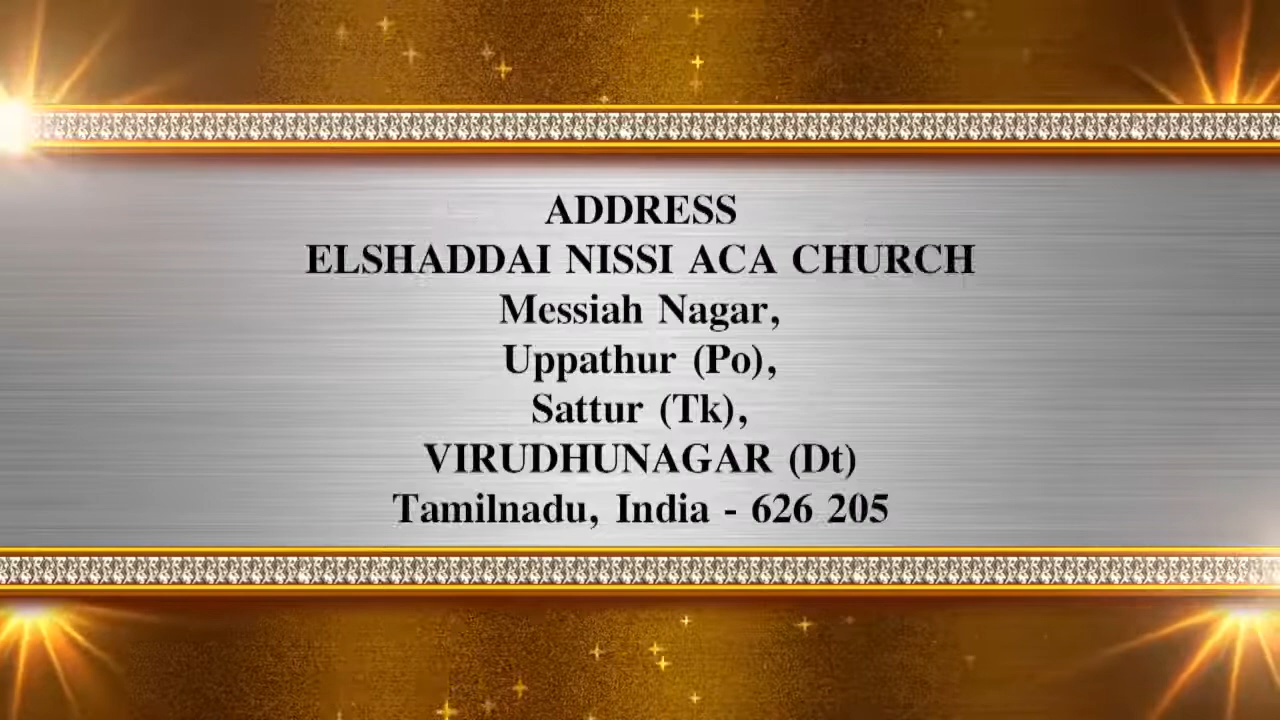 ADDRESS
ELSHADDAI NISSI ACA CHURCH
Messiah Nagar,
Uppathur (Po),
Sattur (Tk),
VIRUDHUNAGAR (Dt)
Tamilnadu, India - 626 205